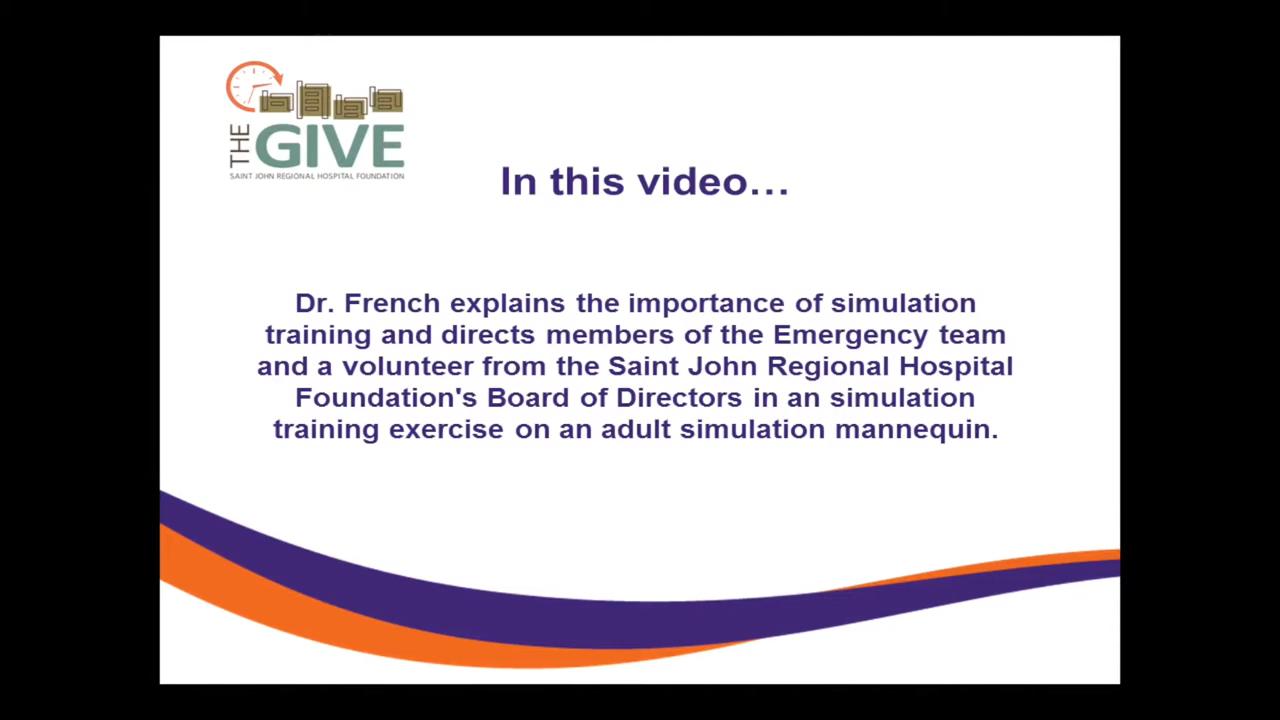 THE GIVE
SAINT JOHN REGIONAL HOSPITAL FOUNDATION
In this video…
Dr. French explains the importance of simulation
training and directs members of the Emergency team
and a volunteer from the Saint John Regional Hospital
Foundation's Board of Directors in an simulation
training exercise on an adult simulation mannequin.